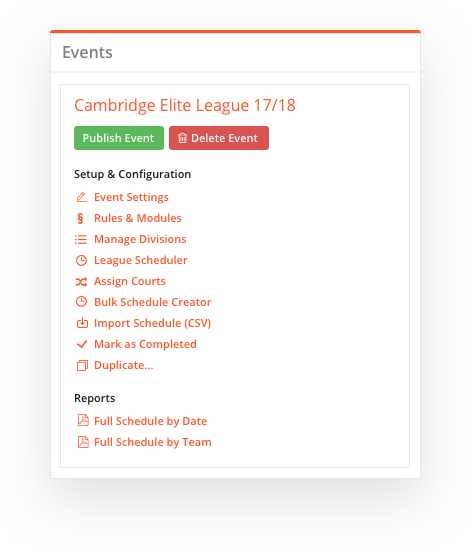 Events
Cambridge Elite League 17/18
Publish Event Delete Event
Setup & Configuration
Event Settings
§ Rules & Modules
Manage Divisions
League Scheduler
Assign Courts
Bulk Schedule Creator
Import Schedule (CSV)
Mark as Completed
Duplicate...
Reports
Full Schedule by Date
Full Schedule by Team